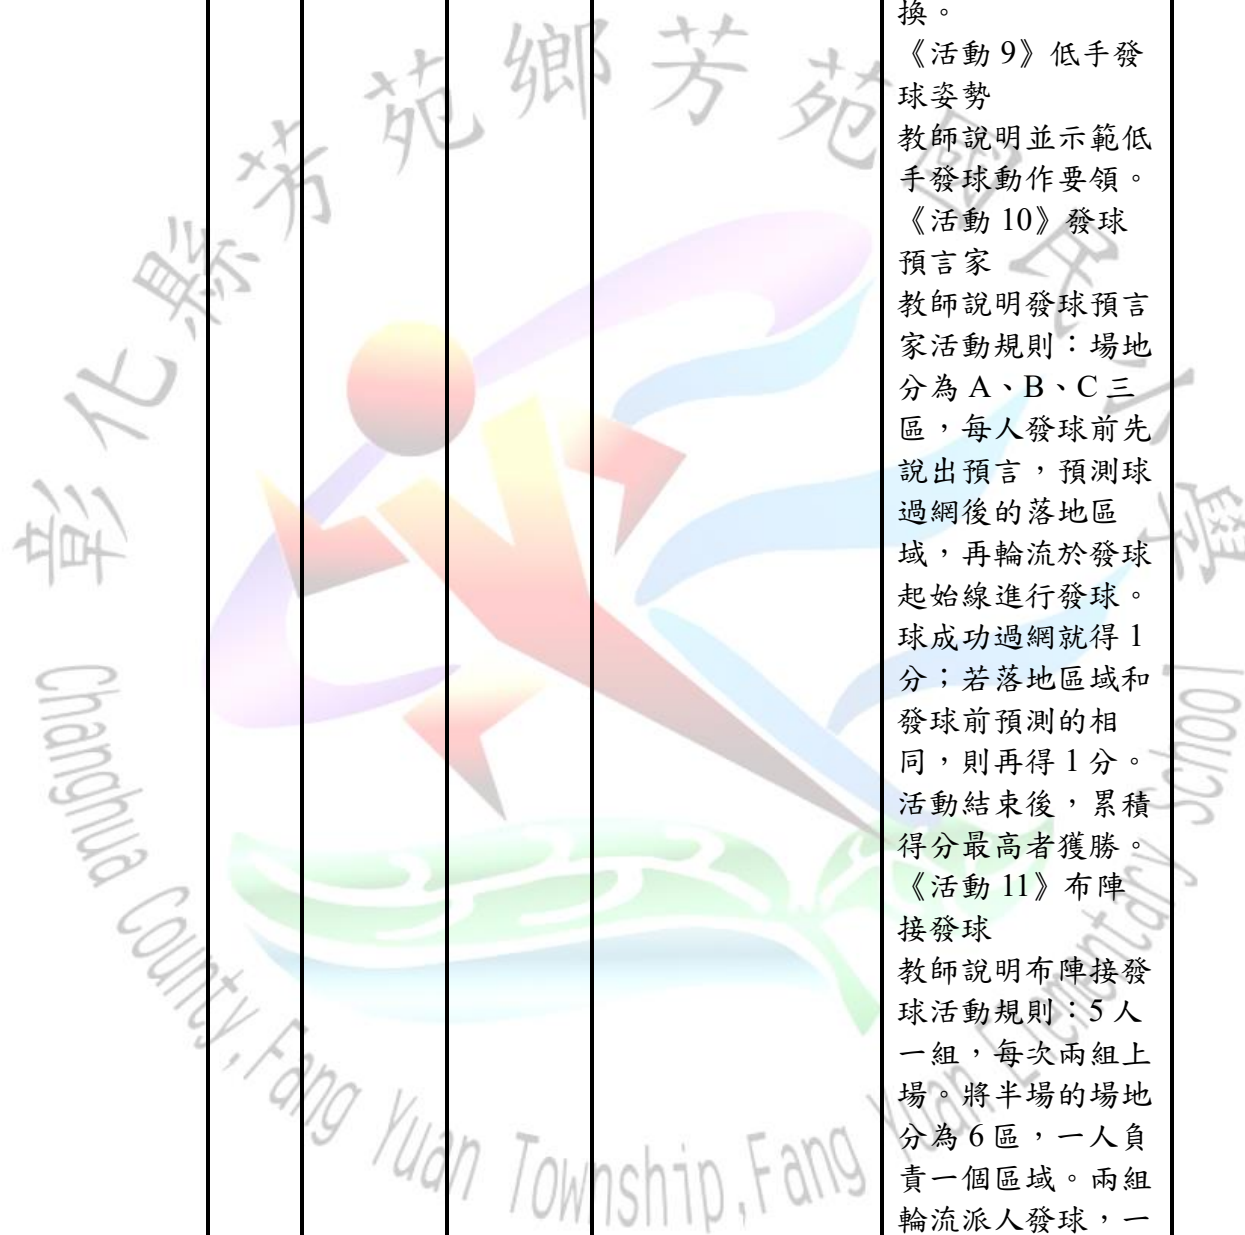 彰化縣芳苑鄉芳苑國民小學
換。
《活動 9》低手發
球姿勢
教師說明並示範低
手發球動作要領。
《活動 10》發球
預言家
教師說明發球預言
家活動規則：場地
分為 A、B、C 三
區，每人發球前先
說出預言，預測球
過網後的落地區
域，再輪流於發球
起始線進行發球。
球成功過網就得 1
分；若落地區域和
發球前預測的相
同，則再得 1 分。
活動結束後，累積
得分最高者獲勝。
《活動 11》布陣
接發球
教師說明布陣接發
球活動規則：5 人
一組，每次兩組上
場。將半場的場地
分為 6 區，一人負
責一個區域。兩組
輪流派人發球，一
Changhua County, Fang Yuan Township, Fang Yuan Elementary School